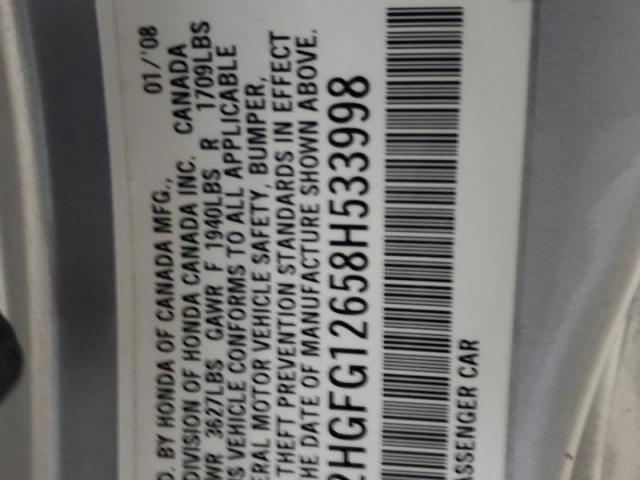 D. BY HONDA OF CANADA MFG., 01/'08
DIVISION OF HONDA CANADA INC. CANADA
WR 3627LBS GAWR F 1940LBS R 1709LBS
IS VEHICLE CONFORMS TO ALL APPLICABLE
ERAL MOTOR VEHICLE SAFETY, BUMPER,
THEFT PREVENTION STANDARDS IN EFFECT
HE DATE OF MANUFACTURE SHOWN ABOVE.
2HGFG12658H533998
ASSENGER CAR